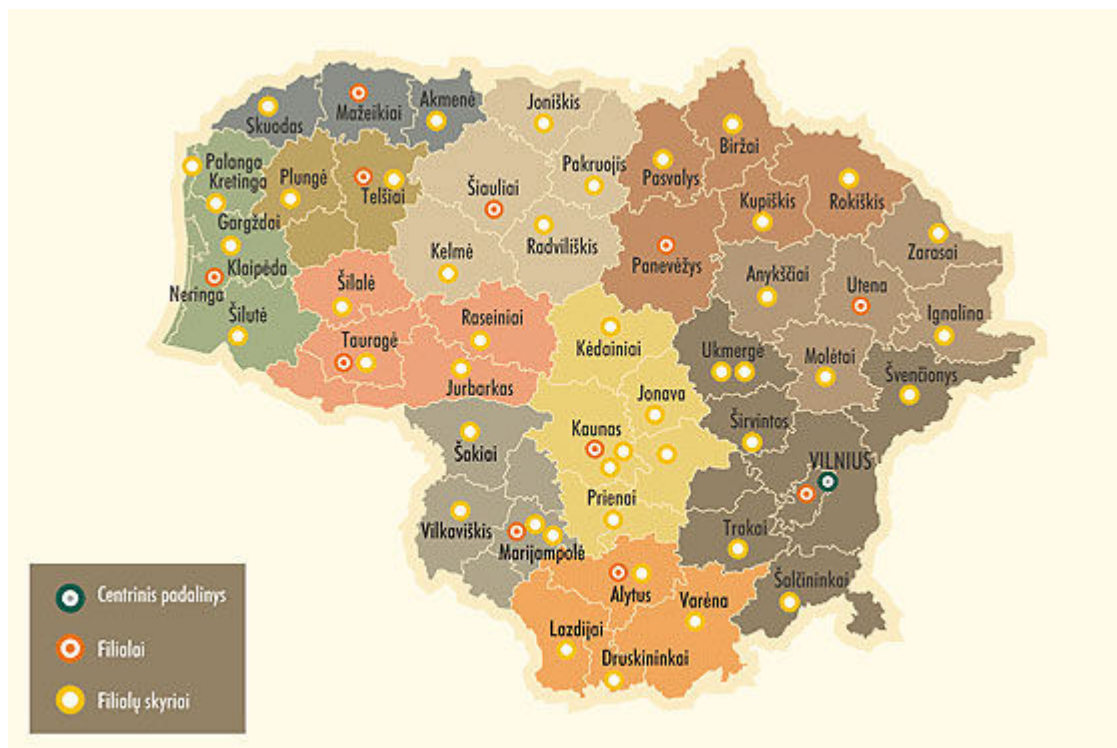 Skuodas
Mažeikiai
Akmenė
Joniškis
Biržai
Palanga
Kretinga
Plungė
Telšiai
Šiauliai
Pakruojis
Pasvalys
Kupiškis
Rokiškis
Gargždai
Klaipėda
Neringa
Kelmė
Radviliškis
Panevėžys
Zarasai
Anykščiai
Utena
Ignalina
Šilutė
Šilalė
Tauragė
Raseiniai
Jurbarkas
Kėdainiai
Ukmergė
Molėtai
Švenčionys
Jonava
Širvintos
Šakiai
Kaunas
VILNIUS
Vilkaviškis
Marijampolė
Prienai
Trakai
Alytus
Varėna
Šalčininkai
Lazdijai
Druskininkai
Centrinis padalinys
Filialai
Filialų skyriai